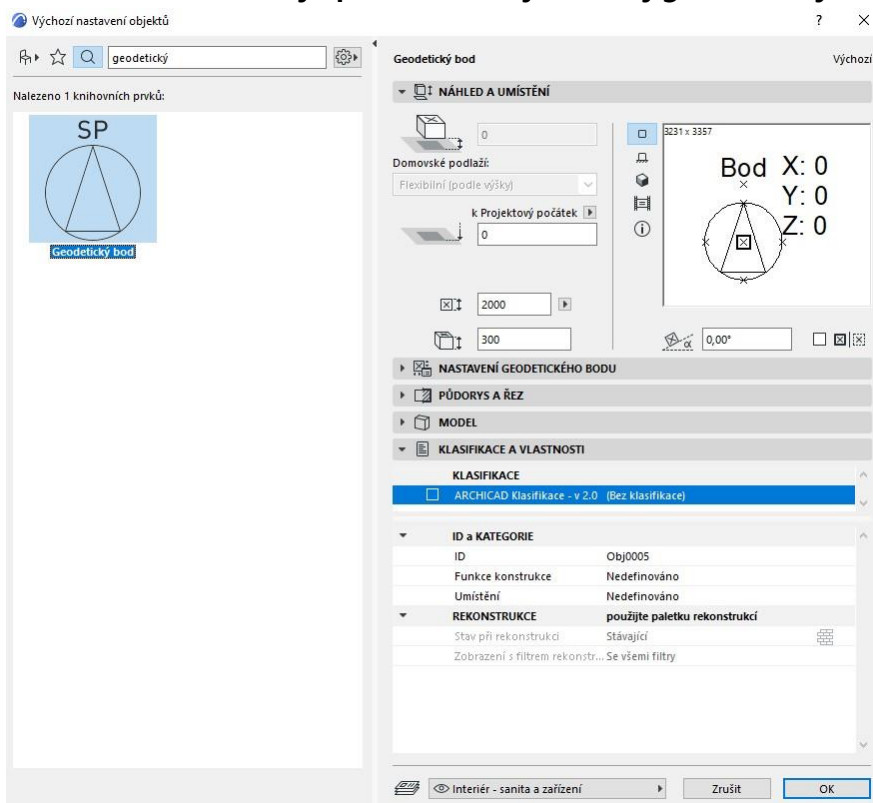 Výchozí nastavení objektů
?
geodetický
Nalezeno 1 knihovních prvků:
SP
Geodetický bod
Geodetický bod
Výchozí
NÁHLED A UMÍSTĚNÍ
0
Domovské podlaží:
Flexibilní (podle výšky)
k Projektový počátek
0
2000
300
3231 x 3357
Bod X: 0
Y: 0
Z: 0
α 0,00°
NASTAVENÍ GEODETICKÉHO BODU
PŮDORYS A ŘEZ
MODEL
KLASIFIKACE A VLASTNOSTI
KLASIFIKACE
ARCHICAD Klasifikace - v 2.0 (Bez klasifikace)
ID a KATEGORIE
ID Obj0005
Funkce konstrukce Nedefinováno
Umístění Nedefinováno
REKONSTRUKCE použijte paletku rekonstrukcí
Stav při rekonstrukci Stávající
Zobrazení s filtrem rekonstr... Se všemi filtry
Interiér - sanita a zařízení
Zrušit
OK